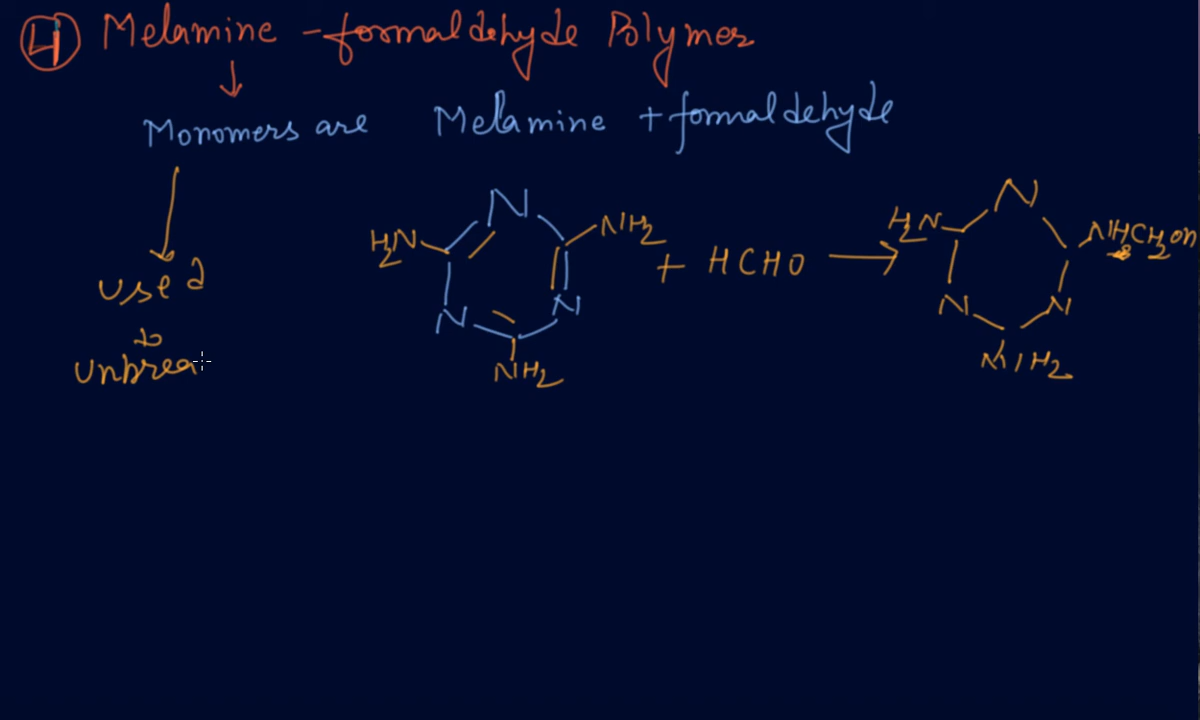 4 Melamine - formaldehyde Polymer
Monomers are Melamine + formaldehyde
N N
H2N NH2 H2N NHCH2OH
+ HCHO
N N N N
NH2 NH2
used
to
unbrea